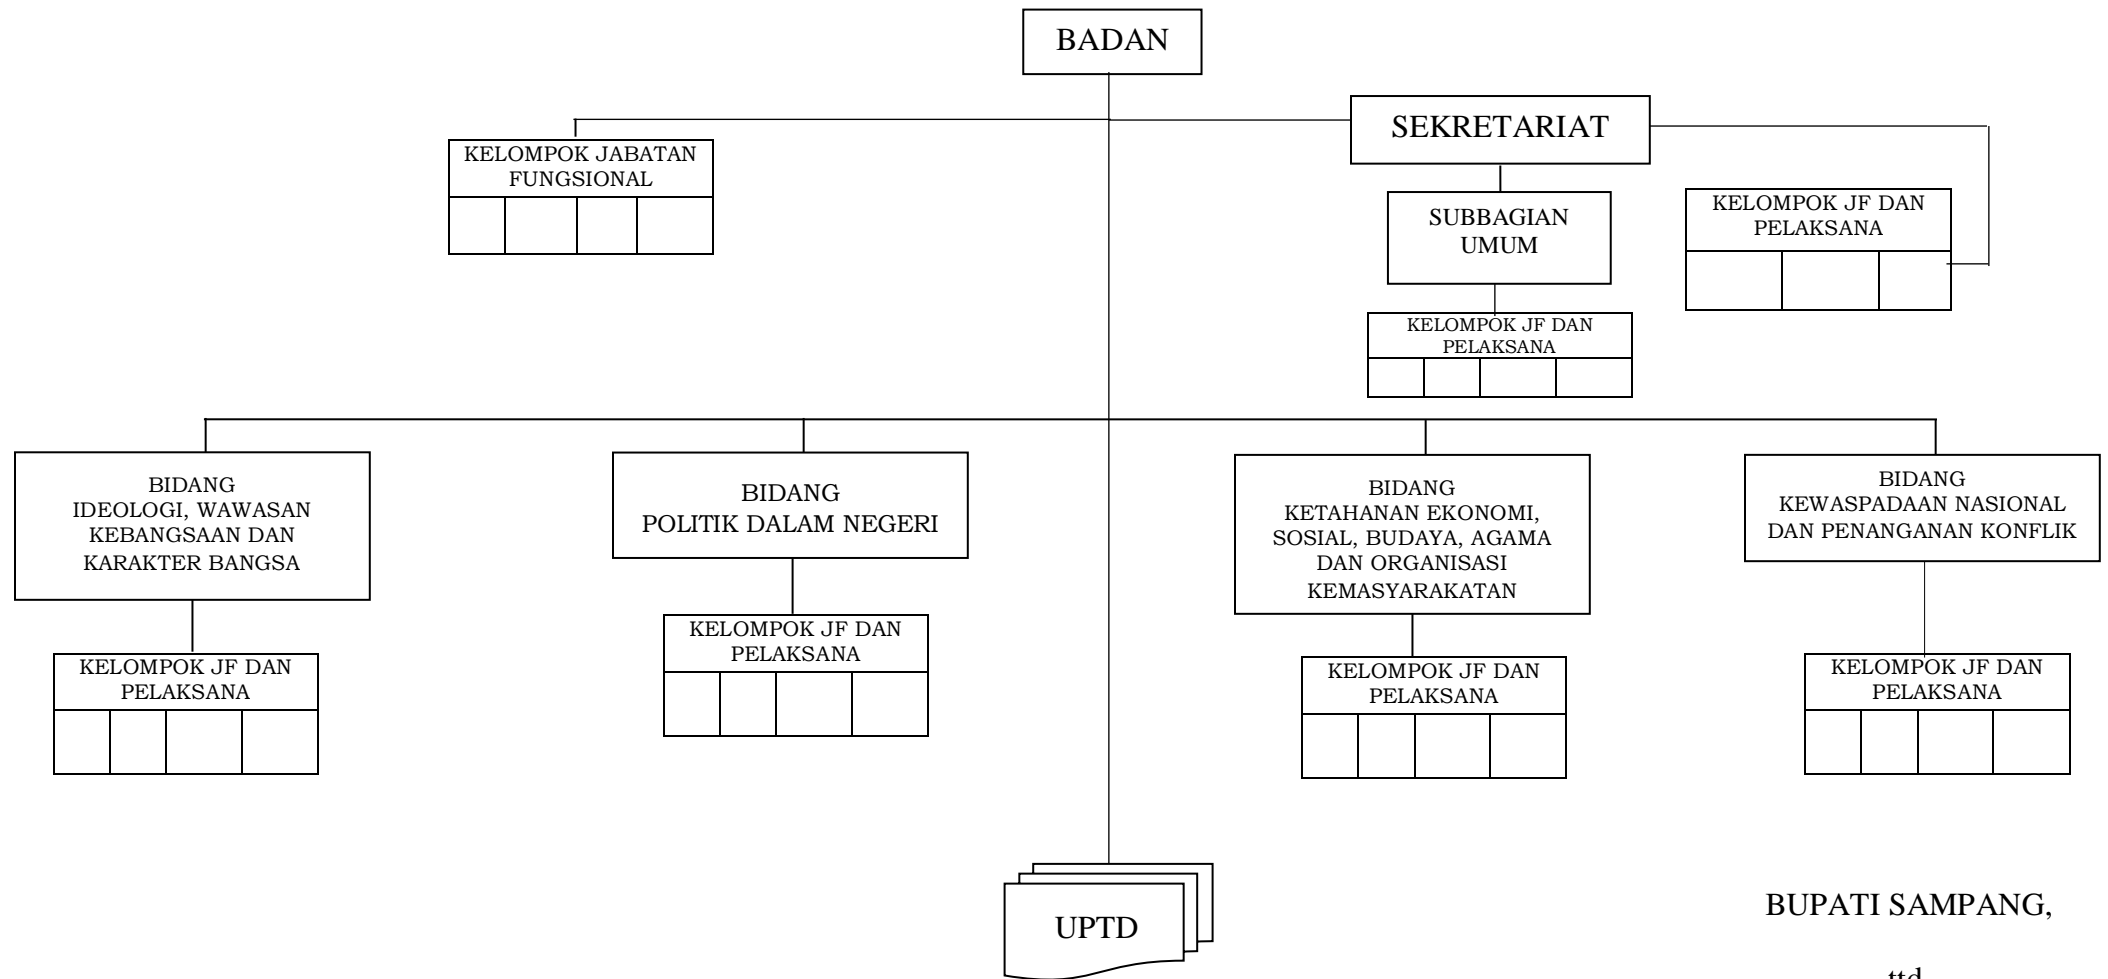 BADAN
SEKRETARIAT
KELOMPOK JABATAN
FUNGSIONAL
SUBBAGIAN
UMUM
KELOMPOK JF DAN
PELAKSANA
KELOMPOK JF DAN
PELAKSANA
BIDANG
IDEOLOGI, WAWASAN
KEBANGSAAN DAN
KARAKTER BANGSA
BIDANG
POLITIK DALAM NEGERI
BIDANG
KETAHANAN EKONOMI,
SOSIAL, BUDAYA, AGAMA
DAN ORGANISASI
KEMASYARAKATAN
BIDANG
KEWASPADAAN NASIONAL
DAN PENANGANAN KONFLIK
KELOMPOK JF DAN
PELAKSANA
KELOMPOK JF DAN
PELAKSANA
KELOMPOK JF DAN
PELAKSANA
KELOMPOK JF DAN
PELAKSANA
UPTD
BUPATI SAMPANG,
ttd